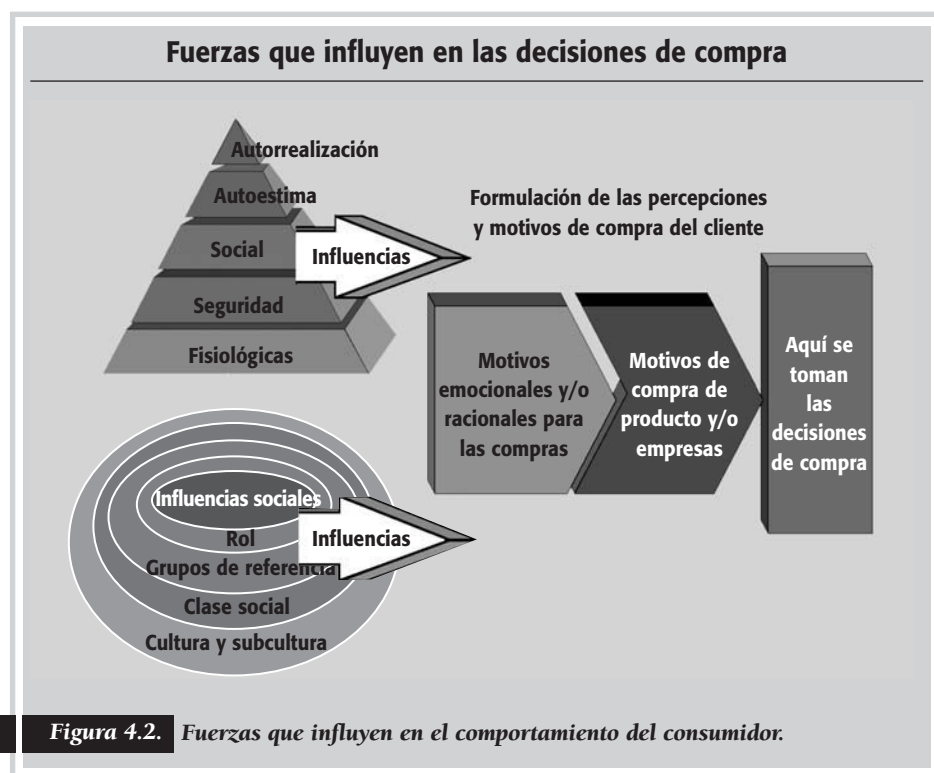 Fuerzas que influyen en las decisiones de compra
Autorrealización
Autoestima
Social
Seguridad
Fisiológicas
Influencias
Formulación de las percepciones
y motivos de compra del cliente
Motivos
emocionales y/o
racionales para
las compras
Motivos de
compra de
producto y/o
empresas
Aquí se
toman
las
decisiones
de compra
Influencias sociales
Rol
Grupos de referencia
Clase social
Cultura y subcultura
Influencias
Figura 4.2. Fuerzas que influyen en el comportamiento del consumidor.